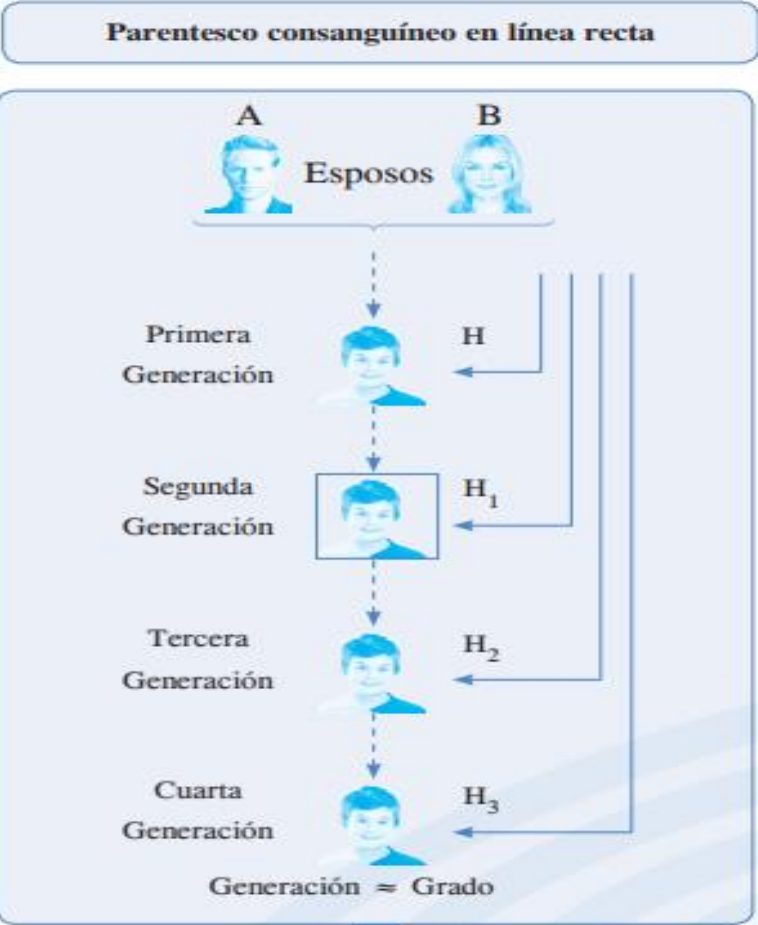 Parentesco consanguíneo en línea recta
A B
Esposos
Primera H
Generación
Segunda H₁
Generación
Tercera H₂
Generación
Cuarta H₃
Generación
Generación ≈ Grado